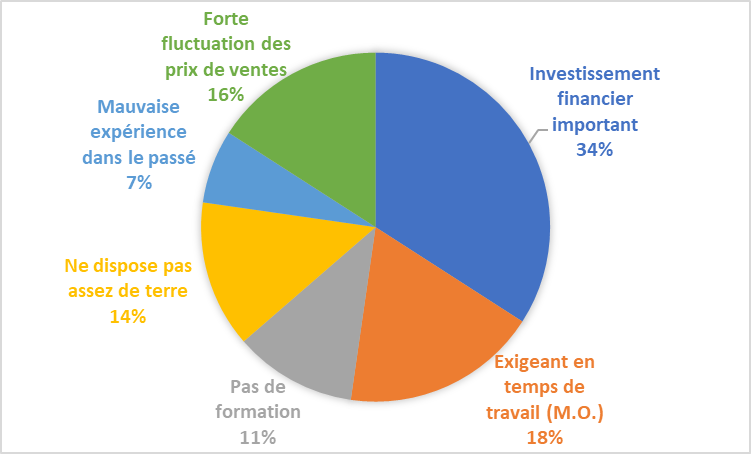 Forte
fluctuation des
prix de ventes
16%
Investissement
financier
important
34%
Mauvaise
expérience
dans le passé
7%
Ne dispose pas
assez de terre
14%
Pas de
formation
11%
Exigeant en
temps de
travail (M.O.)
18%